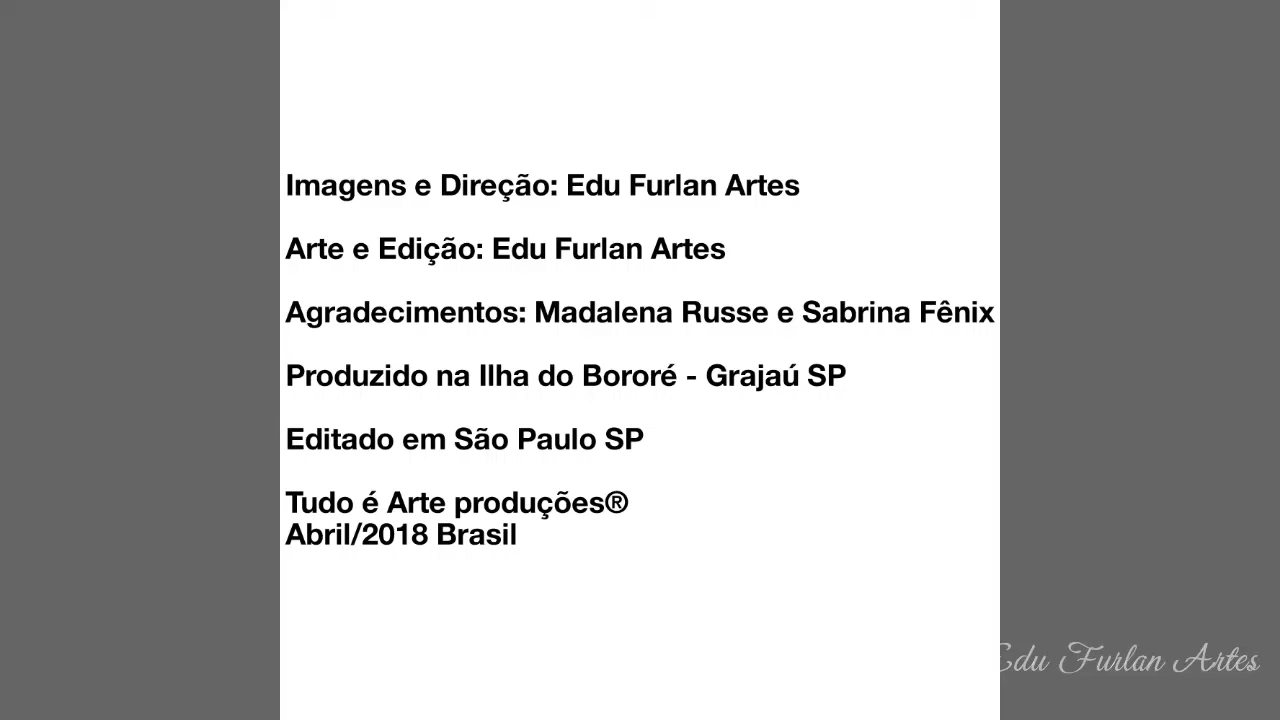 Imagens e Direção: Edu Furlan Artes
Arte e Edição: Edu Furlan Artes
Agradecimentos: Madalena Russe e Sabrina Fênix
Produzido na Ilha do Bororé - Grajaú SP
Editado em São Paulo SP
Tudo é Arte produções®
Abril/2018 Brasil
Edu Furlan Artes